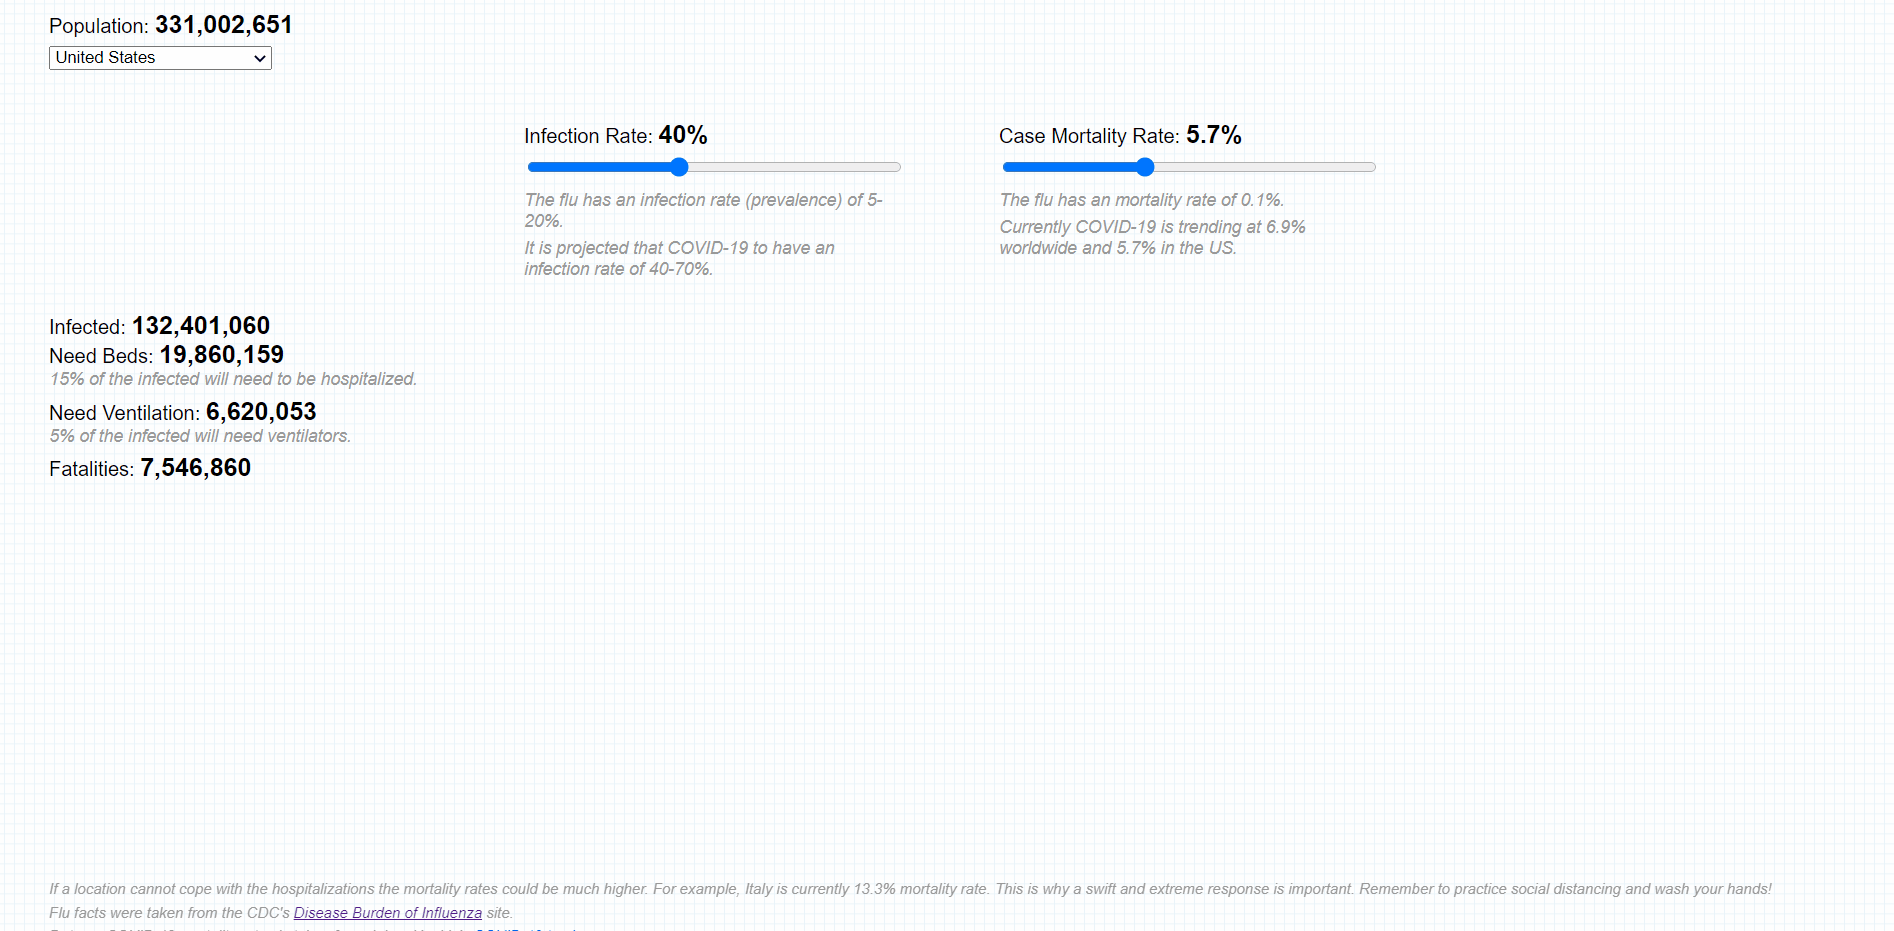 Population: 331,002,651
United States
Infection Rate: 40%
Case Mortality Rate: 5.7%
The flu has an infection rate (prevalence) of 5-
20%.
It is projected that COVID-19 to have an
infection rate of 40-70%.
The flu has an mortality rate of 0.1%.
Currently COVID-19 is trending at 6.9%
worldwide and 5.7% in the US.
Infected: 132,401,060
Need Beds: 19,860,159
15% of the infected will need to be hospitalized.
Need Ventilation: 6,620,053
5% of the infected will need ventilators.
Fatalities: 7,546,860
If a location cannot cope with the hospitalizations the mortality rates could be much higher. For example, Italy is currently 13.3% mortality rate. This is why a swift and extreme response is important. Remember to practice social distancing and wash your hands!
Flu facts were taken from the CDC's Disease Burden of Influenza site.